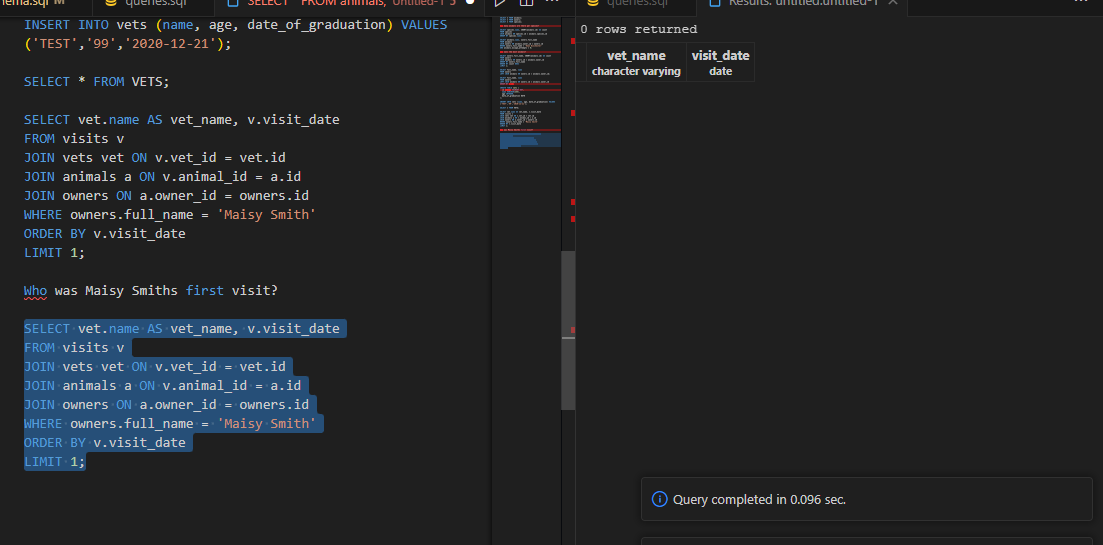 queries.sql
SELECT * FROM animals; Untitled-1 5
queries.sql
Results: untitled:untitled-1
INSERT INTO vets (name, age, date_of_graduation) VALUES
('TEST','99','2020-12-21');
SELECT * FROM VETS;
SELECT vet.name AS vet_name, v.visit_date
FROM visits v
JOIN vets vet ON v.vet_id = vet.id
JOIN animals a ON v.animal_id = a.id
JOIN owners ON a.owner_id = owners.id
WHERE owners.full_name = 'Maisy Smith'
ORDER BY v.visit_date
LIMIT 1;
Who was Maisy Smiths first visit?
SELECT vet.name AS vet_name, v.visit_date
FROM visits v
JOIN vets vet ON v.vet_id = vet.id
JOIN animals a ON v.animal_id = a.id
JOIN owners ON a.owner_id = owners.id
WHERE owners.full_name = 'Maisy Smith'
ORDER BY v.visit_date
LIMIT 1;
0 rows returned
vet_name visit_date
character varying date
Query completed in 0.096 sec.